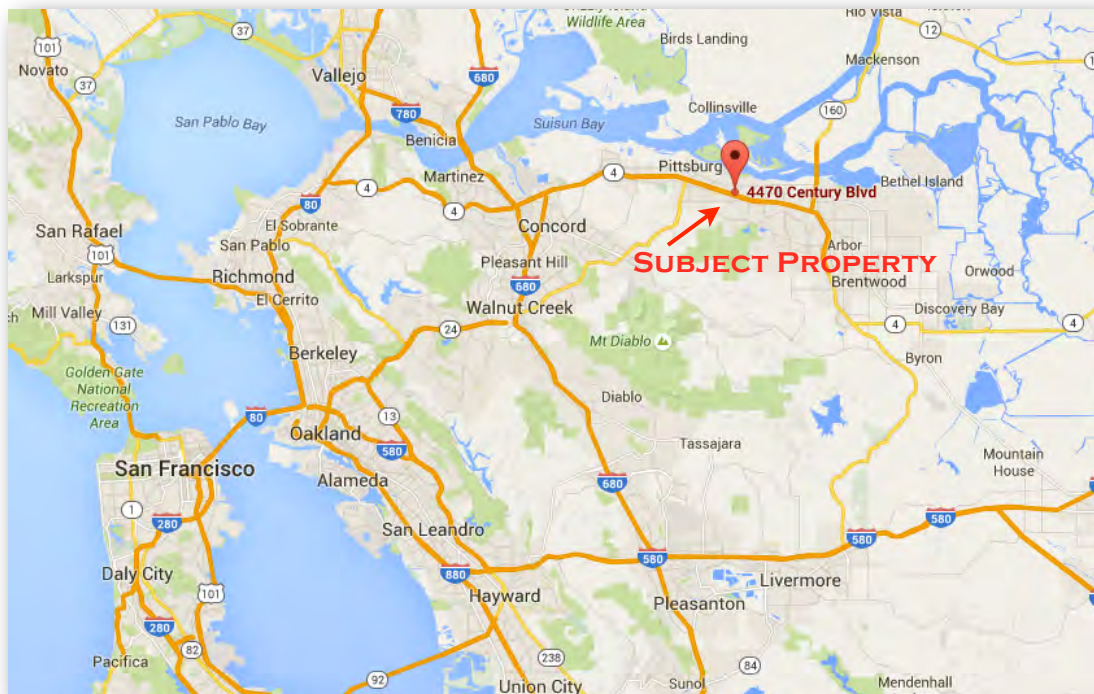 Wildlife Area
Rio Vista
37
12
101
Novato
680
Birds Landing
Mackenson
Vallejo
37
Collinsville
160
San Pablo Bay
780
Suisun Bay
Benicia
Martinez
4
Pittsburg
4
4470 Century Blvd
Bethel Island
80
4
El Sobrante
San Rafael
Concord
San Pablo
101
Arbor
Larkspur
Richmond
Pleasant Hill
SUBJECT PROPERTY
Orwood
Brentwood
El Cerrito
680
Mill Valley
131
Walnut Creek
Discovery Bay
24
4
4
Berkeley
Mt Diablo
Byron
Golden Gate
National
Recreation
Area
Diablo
80
13
Oakland
580
Tassajara
Mountain
House
San Francisco
Alameda
680
1
280
San Leandro
580
580
580
580
Daly City
880
Livermore
101
Hayward
Pleasanton
280
82
238
84
Pacifica
92
Union City
Sunol
Mendenhall